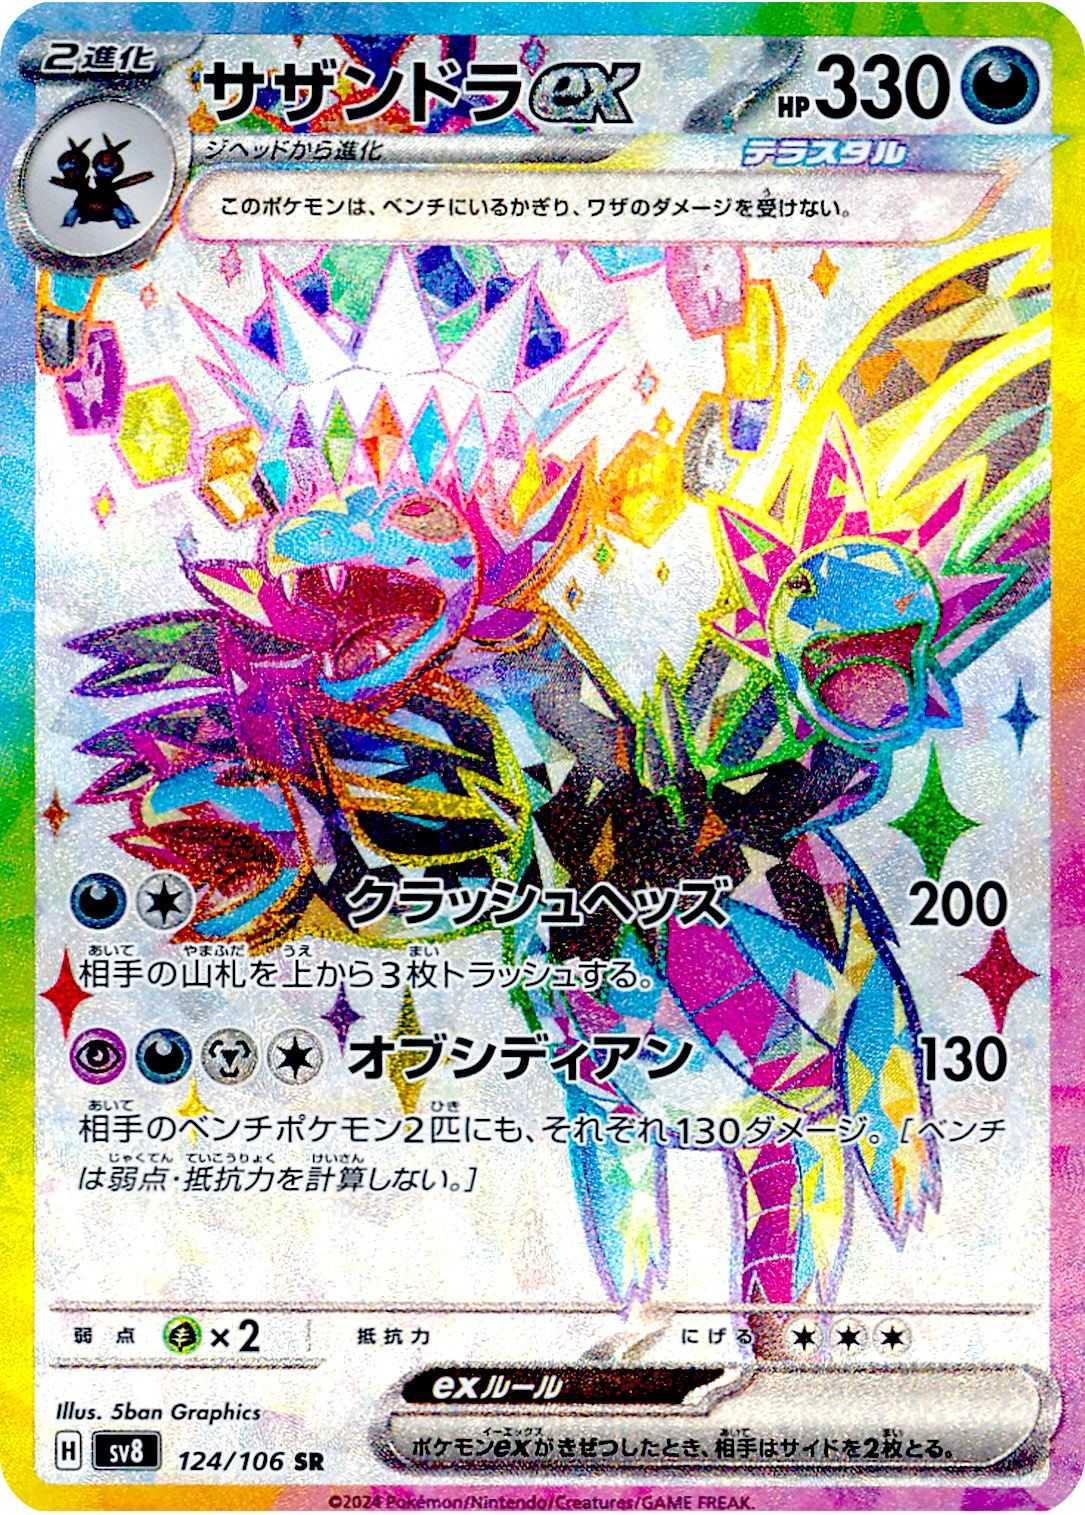 2進化
サザンドラex
HP330
ジヘッドから進化
テラスタル
このポケモンは、ベンチにいるかぎり、ワザのダメージを受けない。
クラッシュヘッズ 200
相手の山札を上から3枚トラッシュする。
オブシディアン 130
相手のベンチポケモン2匹にも、それぞれ130ダメージ。[ベンチ
は弱点・抵抗力を計算しない。]
弱点 ×2 抵抗力 にげる
exルール
ポケモンexがきぜつしたとき、相手はサイドを2枚とる。
Illus. 5ban Graphics
H sv8 124/106 SR
©2024 Pokémon/Nintendo/Creatures/GAME FREAK.